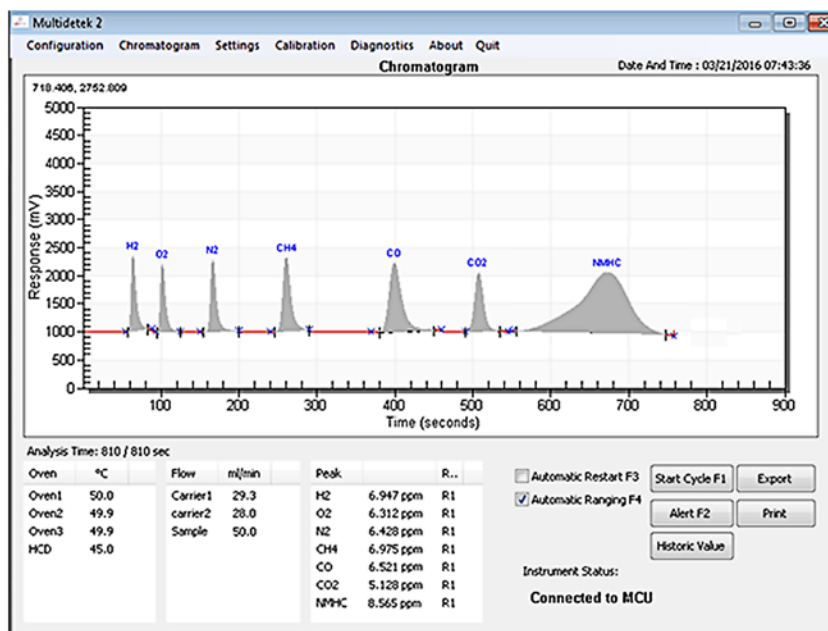 Multidetek 2
Configuration Chromatogram Settings Calibration Diagnostics About Quit
Chromatogram Date And Time : 03/21/2016 07:43:36
718.406, 2752.809
5000
4500
4000
3500
3000
2500
2000
1500
1000
500
0
Response (mV)
H2 O2 N2 CH4 CO CO2 NMHC
100 200 300 400 500 600 700 800 900
Time (seconds)
Analysis Time: 810 / 810 sec
Oven °C
Oven1 50.0
Oven2 49.9
Oven3 49.9
HCD 45.0
Flow ml/min
Carrier1 29.3
carrier2 28.0
Sample 50.0
Peak R..
H2 6.947 ppm R1
O2 6.312 ppm R1
N2 6.428 ppm R1
CH4 6.975 ppm R1
CO 6.521 ppm R1
CO2 5.128 ppm R1
NMHC 8.565 ppm R1
Automatic Restart F3
Automatic Ranging F4
Start Cycle F1 Export
Alert F2 Print
Historic Value
Instrument Status:
Connected to MCU